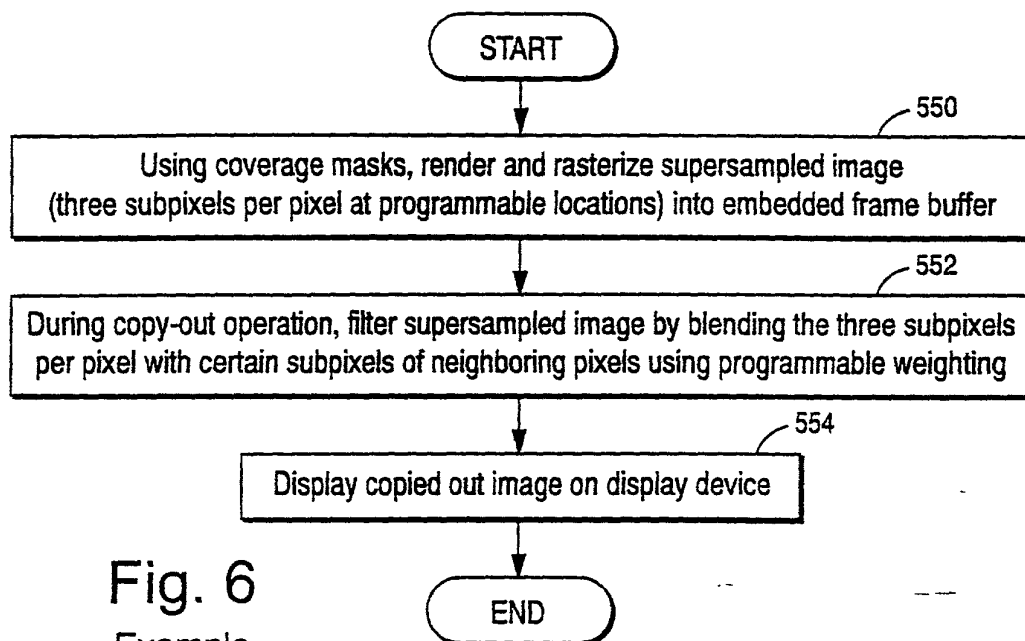 START
550
Using coverage masks, render and rasterize supersampled image
(three subpixels per pixel at programmable locations) into embedded frame buffer
552
During copy-out operation, filter supersampled image by blending the three subpixels
per pixel with certain subpixels of neighboring pixels using programmable weighting
554
Display copied out image on display device
Fig. 6
END
Example